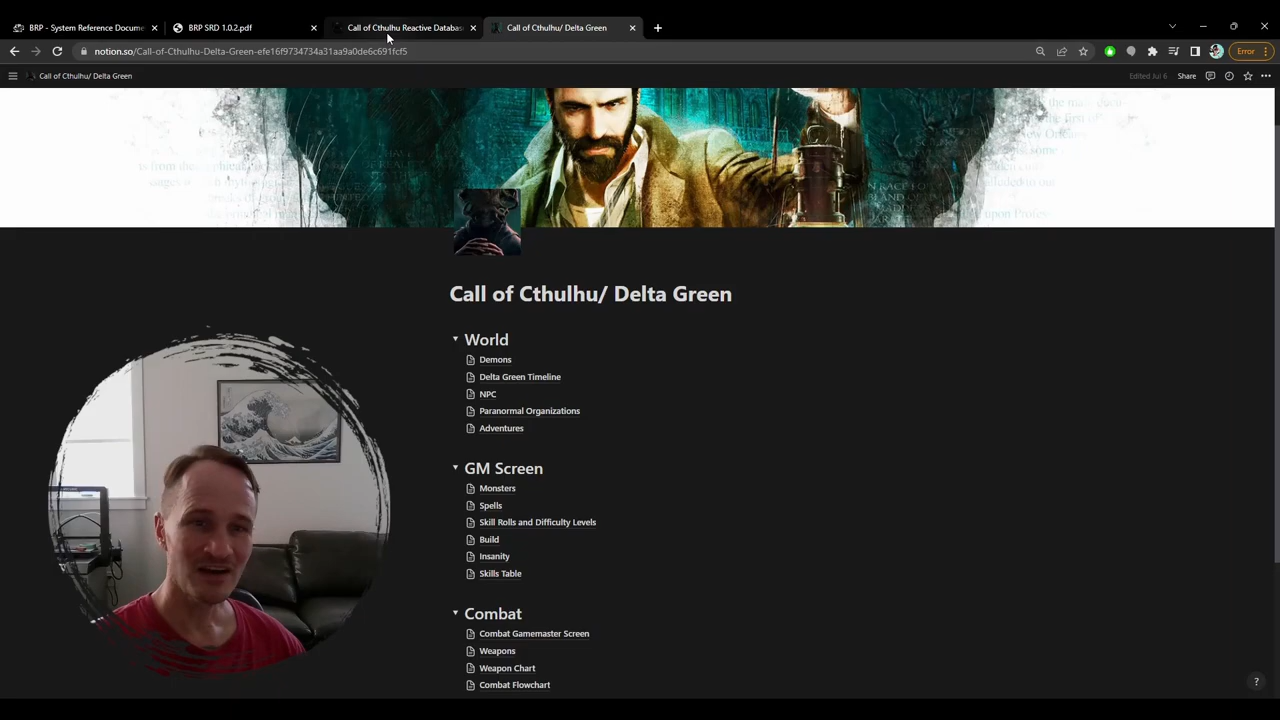 BRP - System Reference Docume
BRP SRD 1.0.2.pdf
Call of Cthulhu Reactive Databas
Call of Cthulhu/ Delta Green
notion.so/Call-of-Cthulhu-Delta-Green-efe16f9734734a31aa9a0de6c691fcf5
Error
Call of Cthulhu/ Delta Green
Edited Jul 6
Share
Call of Cthulhu/ Delta Green
World
Demons
Delta Green Timeline
NPC
Paranormal Organizations
Adventures
GM Screen
Monsters
Spells
Skill Rolls and Difficulty Levels
Build
Insanity
Skills Table
Combat
Combat Gamemaster Screen
Weapons
Weapon Chart
Combat Flowchart
?